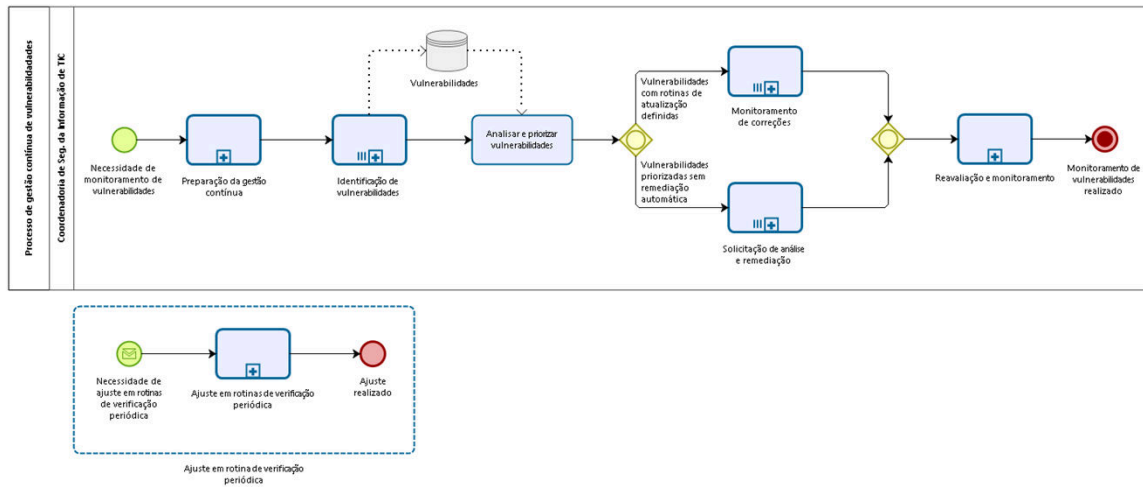 Processo de gestão contínua de vulnerabilidadades
Coordenadoria de Seg. da Informação de TIC
Necessidade de
monitoramento de
vulnerabilidades
Preparação da gestão
contínua
Identificação de
vulnerabilidades
Vulnerabilidades
Analisar e priorizar
vulnerabilidades
Vulnerabilidades
com rotinas de
atualização
definidas
Vulnerabilidades
priorizadas sem
remediação
automática
Monitoramento
de correções
Solicitação de análise
e remediação
Reavaliação e monitoramento
Monitoramento de
vulnerabilidades
realizado
Necessidade de
ajuste em rotinas
de verificação
periódica
Ajuste em rotinas de verificação
periódica
Ajuste
realizado
Ajuste em rotina de verificação
periódica